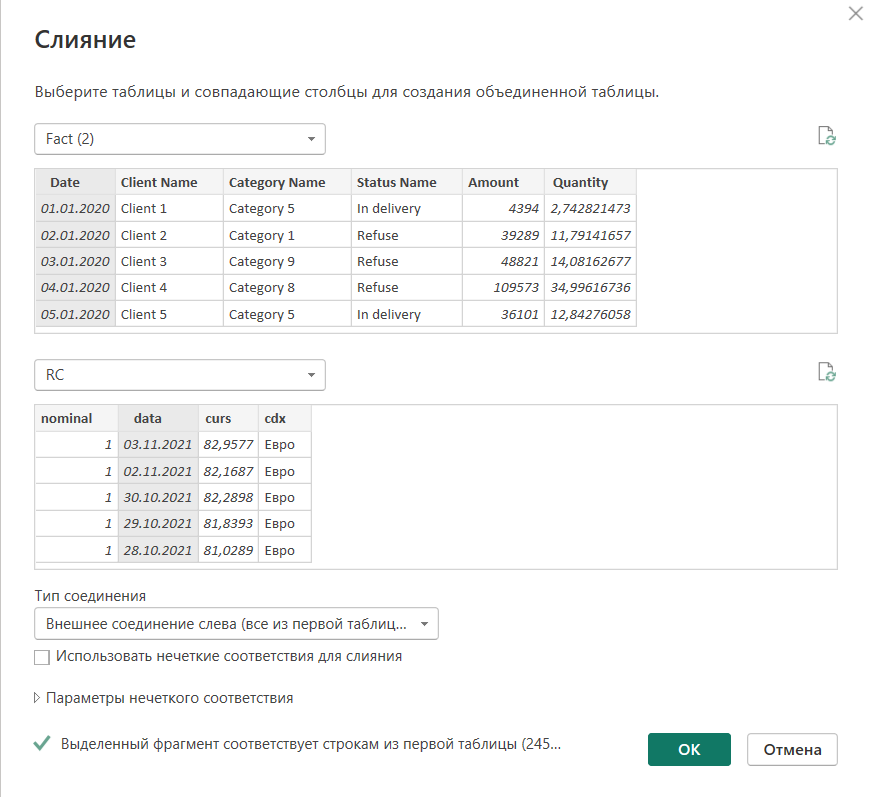 Слияние
Выберите таблицы и совпадающие столбцы для создания объединенной таблицы.
Fact (2)
Date Client Name Category Name Status Name Amount Quantity
01.01.2020 Client 1 Category 5 In delivery 4394 2,742821473
02.01.2020 Client 2 Category 1 Refuse 39289 11,79141657
03.01.2020 Client 3 Category 9 Refuse 48821 14,08162677
04.01.2020 Client 4 Category 8 Refuse 109573 34,99616736
05.01.2020 Client 5 Category 5 In delivery 36101 12,84276058
RC
nominal data curs cdx
1 03.11.2021 82,9577 Евро
1 02.11.2021 82,1687 Евро
1 30.10.2021 82,2898 Евро
1 29.10.2021 81,8393 Евро
1 28.10.2021 81,0289 Евро
Тип соединения
Внешнее соединение слева (все из первой таблиц...
Использовать нечеткие соответствия для слияния
Параметры нечеткого соответствия
Выделенный фрагмент соответствует строкам из первой таблицы (245...
ОК Отмена